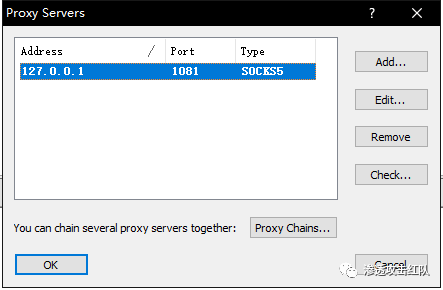 Proxy Servers
?
Address / Port Type
127.0.0.1 1081 SOCKS5
Add...
Edit...
Remove
Check...
You can chain several proxy servers together:
Proxy Chains...
OK
Cancel
渗透攻击红队